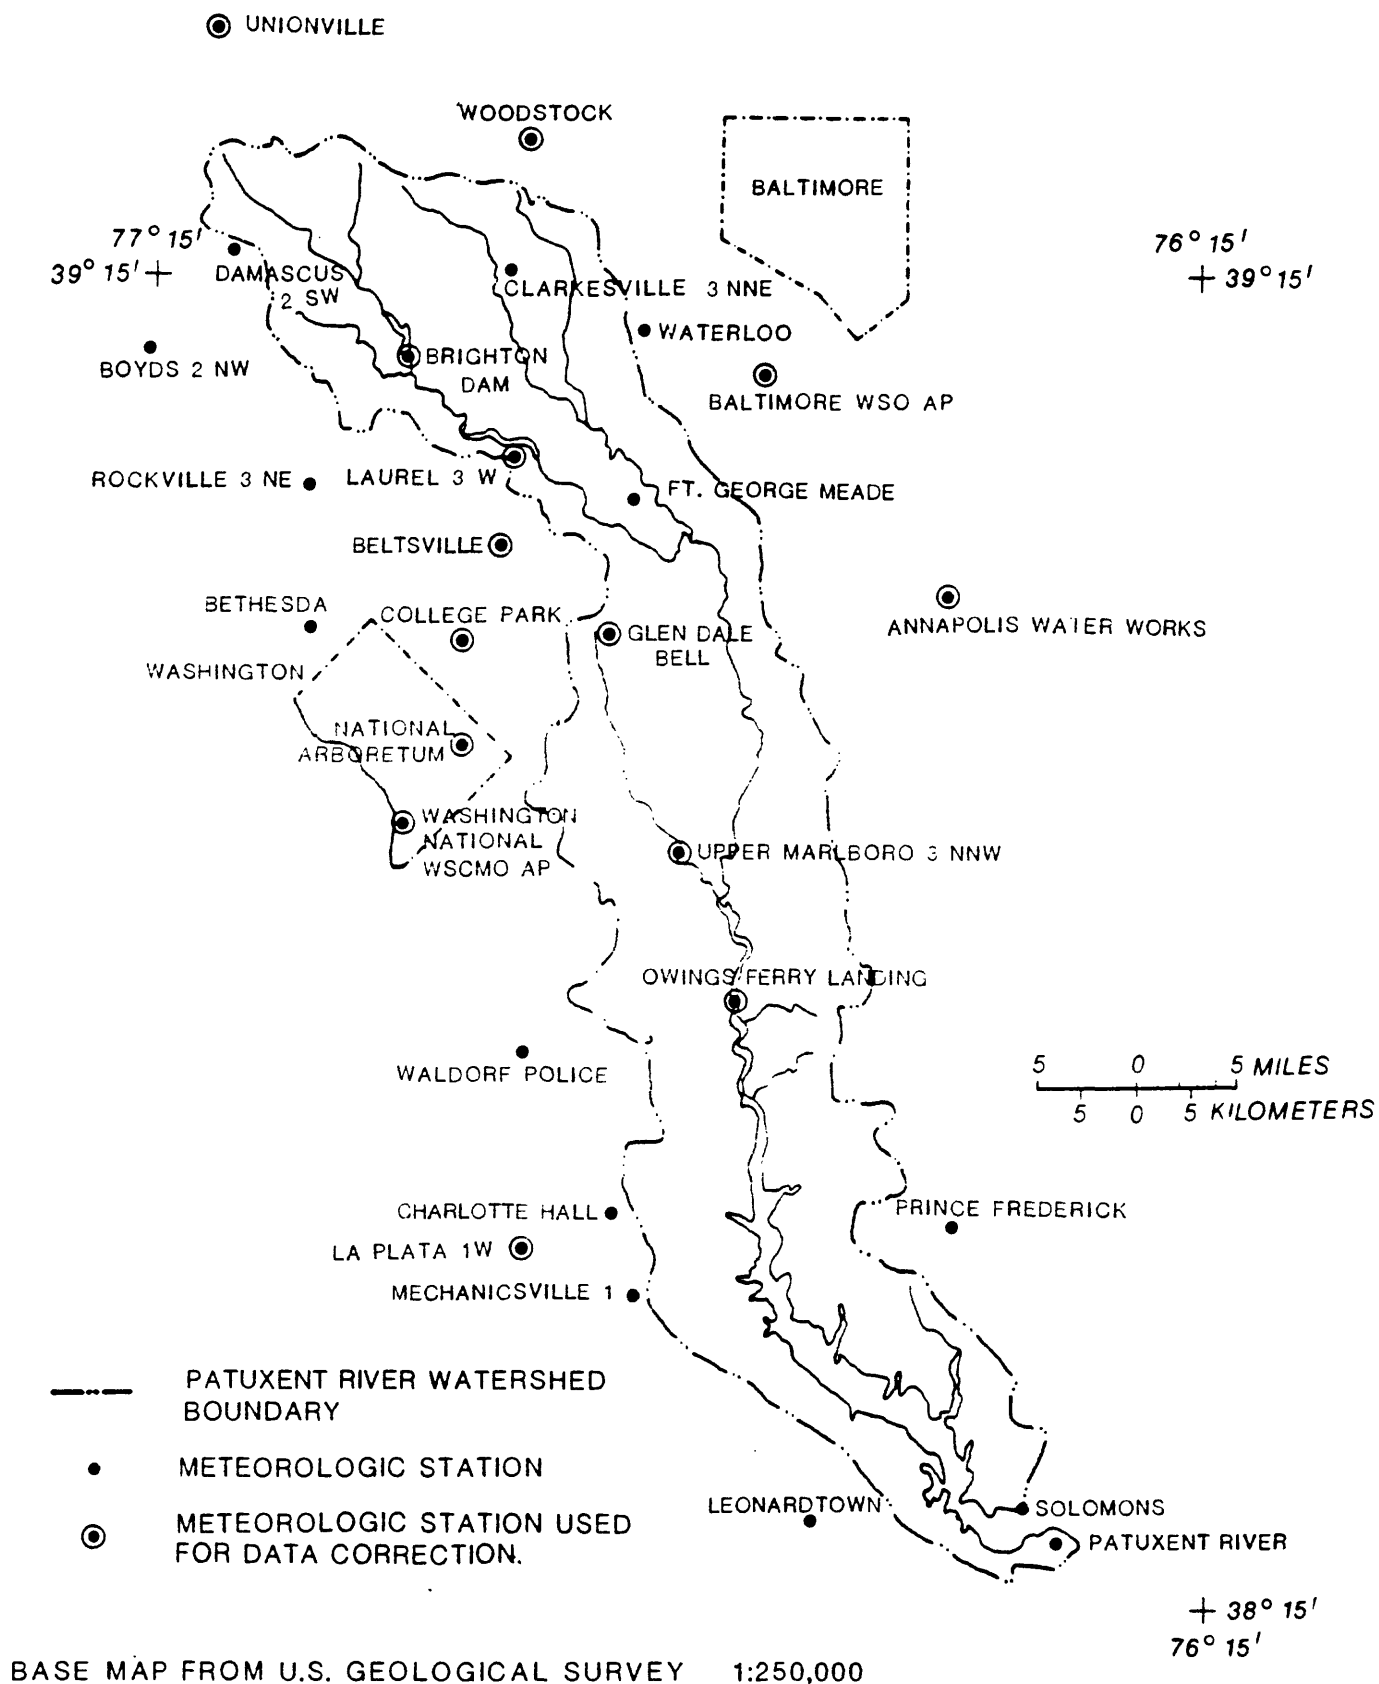 UNIONVILLE
WOODSTOCK
BALTIMORE
77° 15'
39° 15'
76° 15'
39° 15'
DAMASCUS
2 SW
CLARKESVILLE 3 NNE
WATERLOO
BOYDS 2 NW
BRIGHTON
DAM
BALTIMORE WSO AP
ROCKVILLE 3 NE
LAUREL 3 W
FT. GEORGE MEADE
BELTSVILLE
BETHESDA
COLLEGE PARK
ANNAPOLIS WATER WORKS
GLEN DALE
BELL
WASHINGTON
NATIONAL
ARBORETUM
WASHINGTON
NATIONAL
WSCMO AP
UPPER MARLBORO 3 NNW
OWINGS FERRY LANDING
WALDORF POLICE
5 0 5 MILES
5 0 5 KILOMETERS
CHARLOTTE HALL
PRINCE FREDERICK
LA PLATA 1W
MECHANICSVILLE 1
PATUXENT RIVER WATERSHED
BOUNDARY
METEOROLOGIC STATION
METEOROLOGIC STATION USED
FOR DATA CORRECTION.
LEONARDTOWN
SOLOMONS
PATUXENT RIVER
38° 15'
76° 15'
BASE MAP FROM U.S. GEOLOGICAL SURVEY 1:250,000